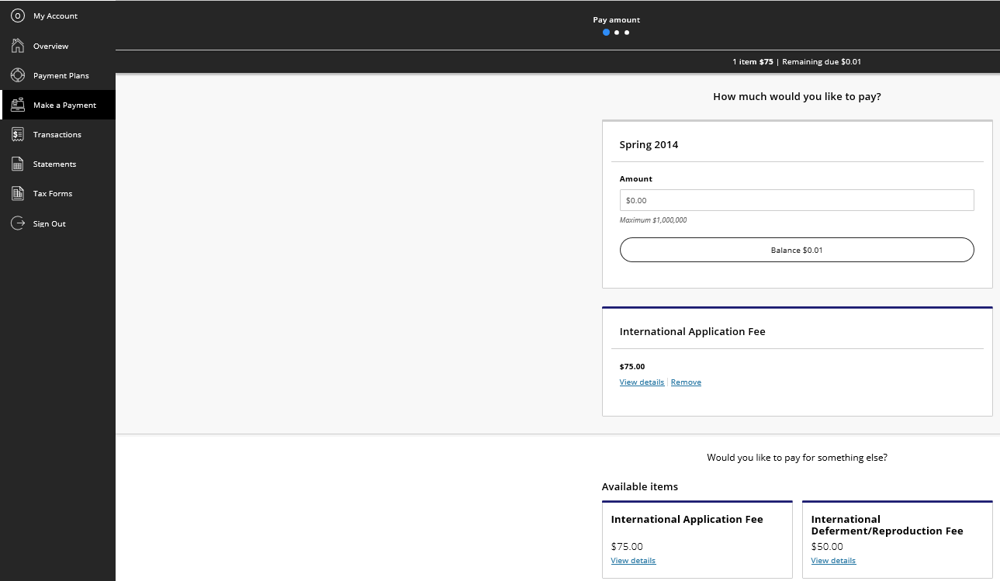 O My Account
Overview
Payment Plans
Make a Payment
Transactions
Statements
Tax Forms
Sign Out
Pay amount
1 item $75 | Remaining due $0.01
How much would you like to pay?
Spring 2014
Amount
$0.00
Maximum $1,000,000
Balance $0.01
International Application Fee
$75.00
View details | Remove
Would you like to pay for something else?
Available items
International Application Fee
$75.00
View details
International
Deferment/Reproduction Fee
$50.00
View details